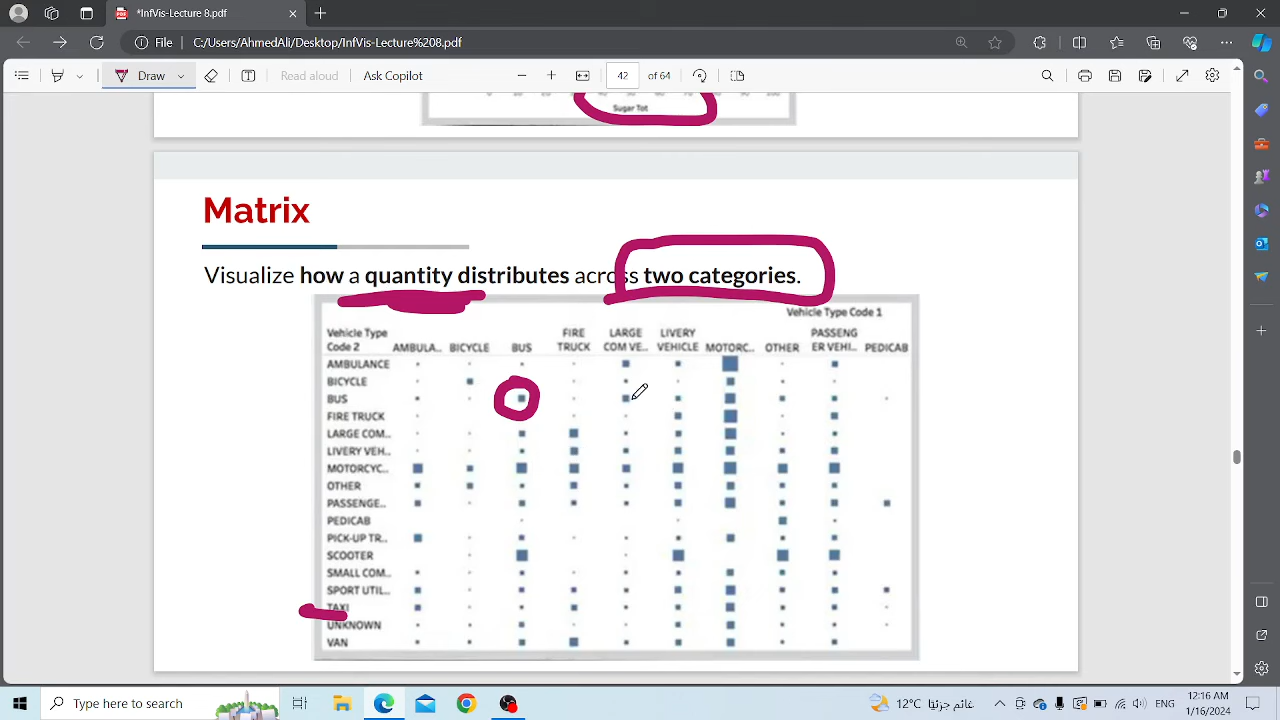 *InfVis-Lecture 8.pdf
File C:/Users/AhmedAli/Desktop/InfVis-Lecture%208.pdf
Draw
Read aloud
Ask Copilot
42 of 64
Sugar Tot
Matrix
Visualize how a quantity distributes across two categories.
Vehicle Type Code 1
Vehicle Type
Code 2
AMBULA.. BICYCLE BUS FIRE TRUCK LARGE COM VE.. LIVERY VEHICLE MOTORC.. OTHER PASSENG ER VEHI.. PEDICAB
AMBULANCE
BICYCLE
BUS
FIRE TRUCK
LARGE COM..
LIVERY VEH..
MOTORCYC..
OTHER
PASSENGE..
PEDICAB
PICK-UP TR..
SCOOTER
SMALL COM..
SPORT UTIL..
TAXI
UNKNOWN
VAN
Type here to search
12°C
ENG
12:16 AM
1/16/2024